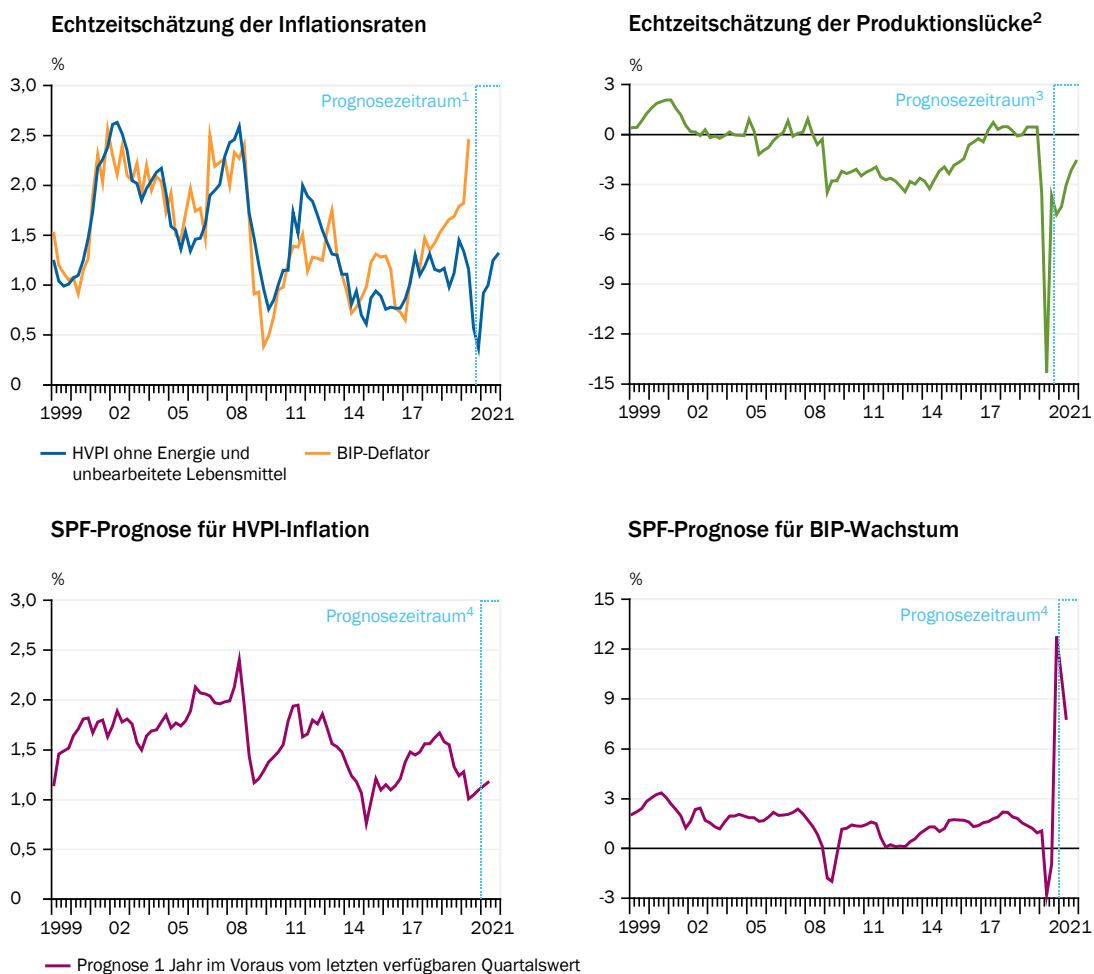 Echtzeitschätzung der Inflationsraten
%
3,0
2,5
2,0
1,5
1,0
0,5
0
Prognosezeitraum1
1999 02 05 08 11 14 17 2021
HVPI ohne Energie und
unbearbeitete Lebensmittel
BIP-Deflator
Echtzeitschätzung der Produktionslücke2
%
3
0
-3
-6
-9
-12
-15
Prognosezeitraum3
1999 02 05 08 11 14 17 2021
SPF-Prognose für HVPI-Inflation
%
3,0
2,5
2,0
1,5
1,0
0,5
0
Prognosezeitraum4
1999 02 05 08 11 14 17 2021
SPF-Prognose für BIP-Wachstum
%
15
12
9
6
3
0
-3
Prognosezeitraum4
1999 02 05 08 11 14 17 2021
Prognose 1 Jahr im Voraus vom letzten verfügbaren Quartalswert